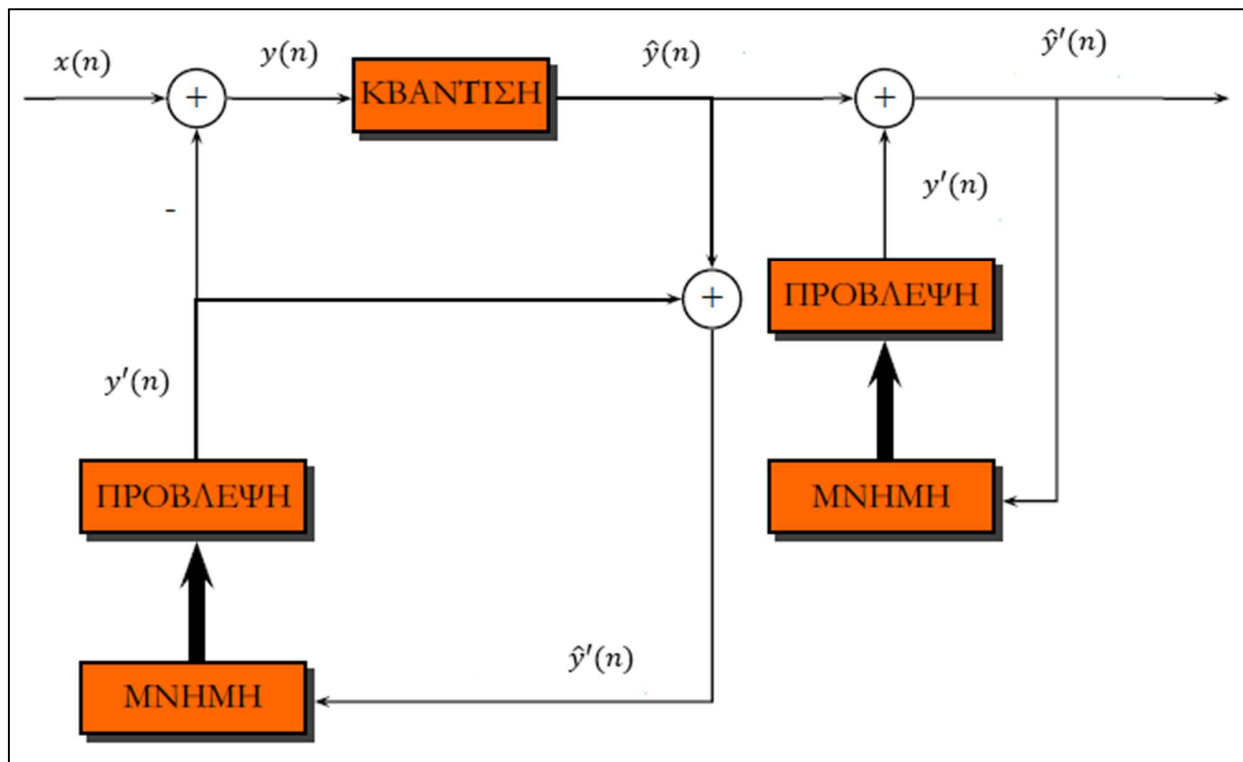 x(n)
y(n)
ŷ(n)
ŷ′(n)
+
ΚΒΑΝΤΙΣΗ
+
-
y′(n)
+
ΠΡΟΒΛΕΨΗ
y′(n)
ΠΡΟΒΛΕΨΗ
ΜΝΗΜΗ
ŷ′(n)
ΜΝΗΜΗ